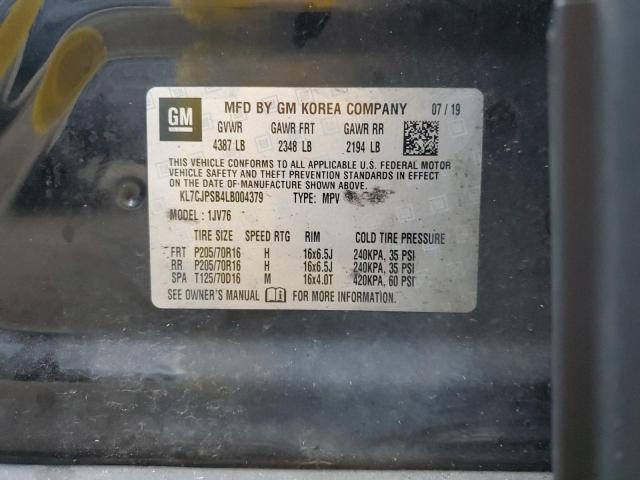 GM MFD BY GM KOREA COMPANY 07 / 19
GVWR GAWR FRT GAWR RR
4387 LB 2348 LB 2194 LB
THIS VEHICLE CONFORMS TO ALL APPLICABLE U.S. FEDERAL MOTOR
VEHICLE SAFETY AND THEFT PREVENTION STANDARDS IN EFFECT ON
THE DATE OF MANUFACTURE SHOWN ABOVE.
KL7CJPSB4LB004379 TYPE: MPV
MODEL : 1JV76
TIRE SIZE SPEED RTG RIM COLD TIRE PRESSURE
FRT P205/70R16 H 16x6.5J 240KPA, 35 PSI
RR P205/70R16 H 16x6.5J 240KPA, 35 PSI
SPA T125/70D16 M 16x4.0T 420KPA, 60 PSI
SEE OWNER'S MANUAL FOR MORE INFORMATION.